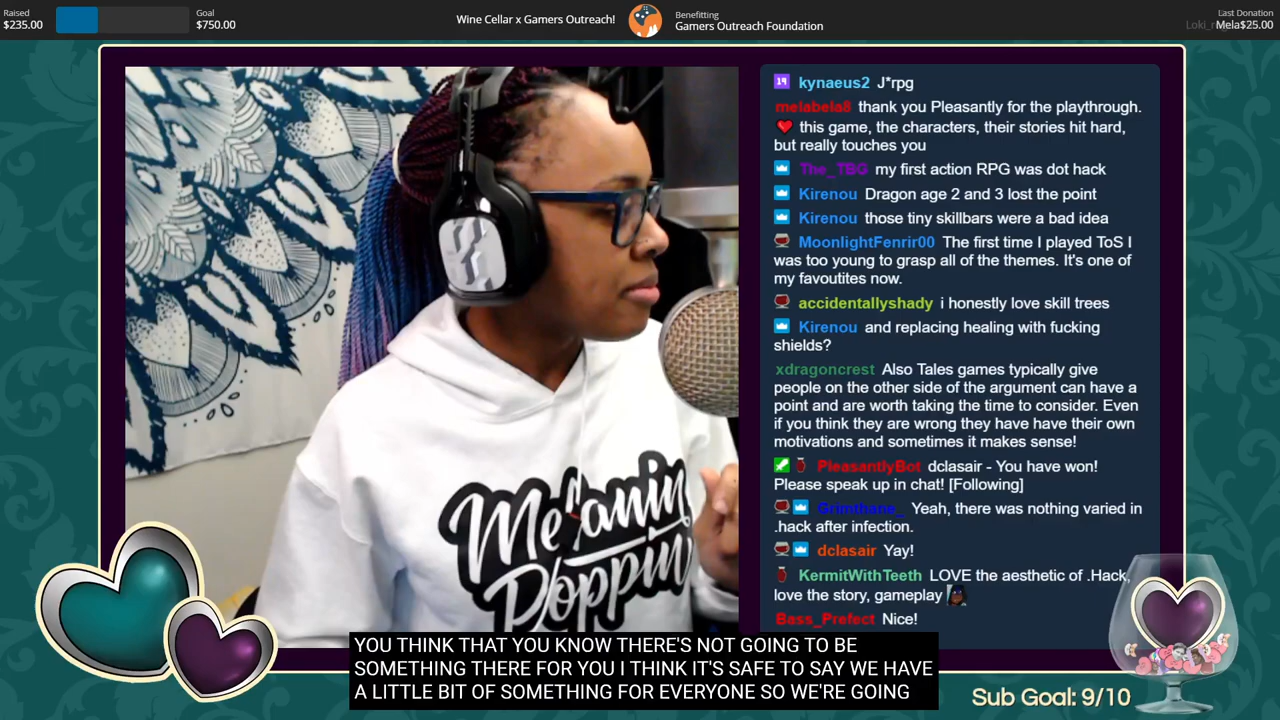 Raised
$235.00
Goal
$750.00
Wine Cellar x Gamers Outreach!
Benefitting
Gamers Outreach Foundation
Last Donation
Mela$25.00
19 kynaeus2 J*rpg
melabela8 thank you Pleasantly for the playthrough.
this game, the characters, their stories hit hard,
but really touches you
The_TBG my first action RPG was dot hack
Kirenou Dragon age 2 and 3 lost the point
Kirenou those tiny skillbars were a bad idea
MoonlightFenrir00 The first time I played ToS I
was too young to grasp all of the themes. It's one of
my favoutites now.
accidentallyshady i honestly love skill trees
Kirenou and replacing healing with fucking
shields?
xdragoncrest Also Tales games typically give
people on the other side of the argument can have a
point and are worth taking the time to consider. Even
if you think they are wrong they have have their own
motivations and sometimes it makes sense!
PleasantlyBot dclasair - You have won!
Please speak up in chat! [Following]
Grimthane_ Yeah, there was nothing varied in
.hack after infection.
dclasair Yay!
KermitWithTeeth LOVE the aesthetic of .Hack,
love the story, gameplay
Bass_Prefect Nice!
Melanin
Poppin
YOU THINK THAT YOU KNOW THERE'S NOT GOING TO BE
SOMETHING THERE FOR YOU I THINK IT'S SAFE TO SAY WE HAVE
A LITTLE BIT OF SOMETHING FOR EVERYONE SO WE'RE GOING
Sub Goal: 9/10